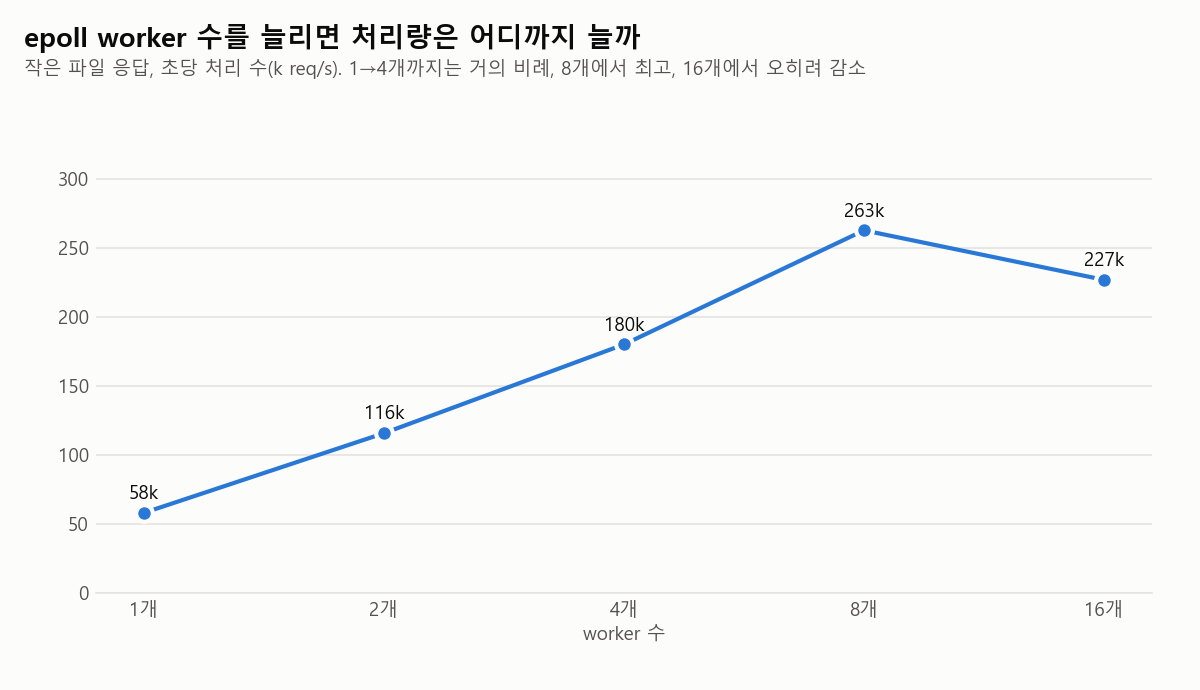 epoll worker 수를 늘리면 처리량은 어디까지 늘까
작은 파일 응답, 초당 처리 수(k req/s). 1→4개까지는 거의 비례, 8개에서 최고, 16개에서 오히려 감소
300
250
200
150
100
50
0
58k
116k
180k
263k
227k
1개
2개
4개
8개
16개
worker 수